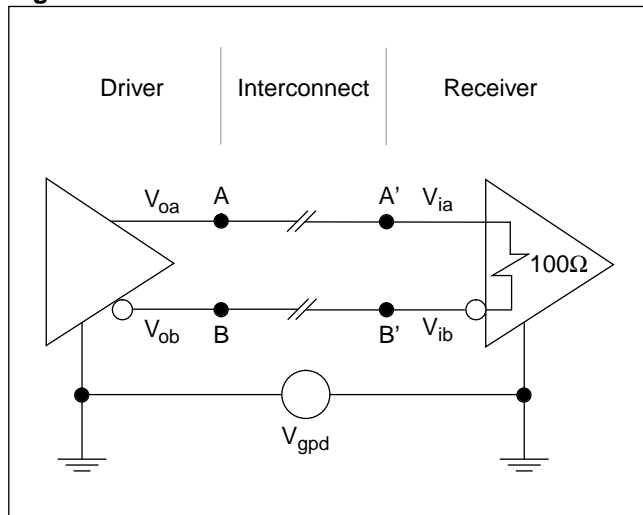 Driver Interconnect Receiver
V_oa A A' V_ia
100Ω
V_ob B B' V_ib
V_gpd